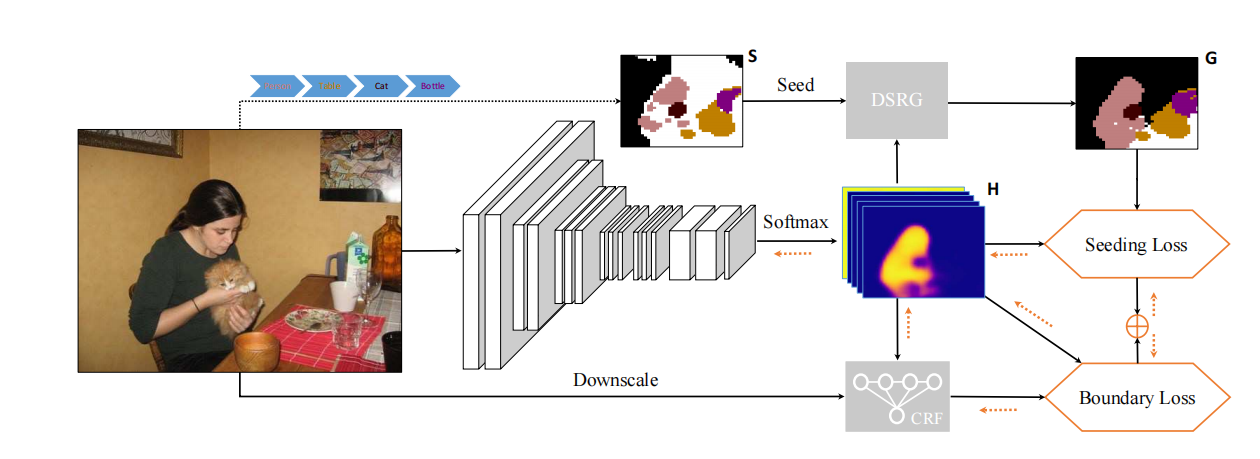 Person
Table
Cat
Bottle
S
Seed
DSRG
G
H
Softmax
Seeding Loss
Downscale
CRF
Boundary Loss